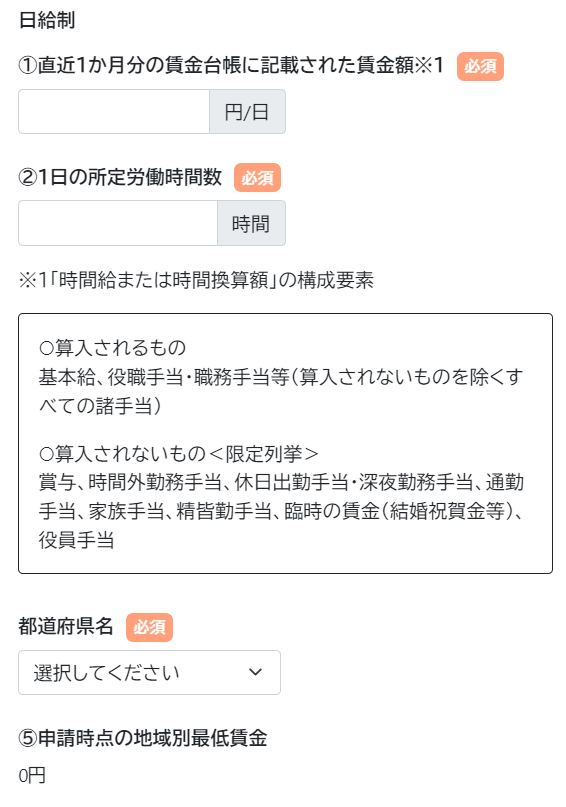 日給制
①直近1か月分の賃金台帳に記載された賃金額※1 必須
円/日
②1日の所定労働時間数 必須
時間
※1「時間給または時間換算額」の構成要素
○算入されるもの
基本給、役職手当・職務手当等（算入されないものを除くす
べての諸手当）
○算入されないもの＜限定列挙＞
賞与、時間外勤務手当、休日出勤手当・深夜勤務手当、通勤
手当、家族手当、精皆勤手当、臨時の賃金（結婚祝賀金等）、
役員手当
都道府県名 必須
選択してください
⑤申請時点の地域別最低賃金
0円